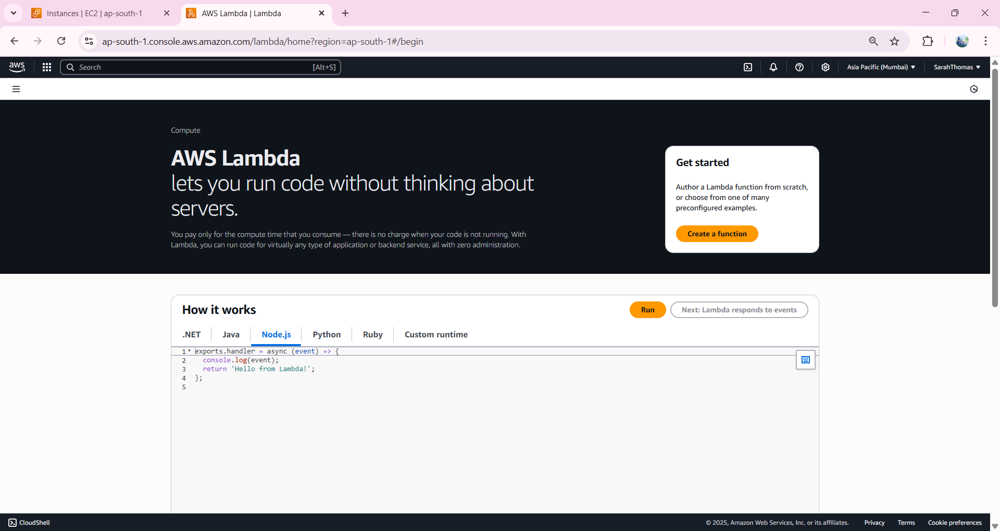 Instances | EC2 | ap-south-1
AWS Lambda | Lambda
ap-south-1.console.aws.amazon.com/lambda/home?region=ap-south-1#/begin
aws
Search
[Alt+S]
Asia Pacific (Mumbai)
SarahThomas
Compute
AWS Lambda
lets you run code without thinking about
servers.
You pay only for the compute time that you consume — there is no charge when your code is not running. With
Lambda, you can run code for virtually any type of application or backend service, all with zero administration.
Get started
Author a Lambda function from scratch,
or choose from one of many
preconfigured examples.
Create a function
How it works
Run
Next: Lambda responds to events
.NET
Java
Node.js
Python
Ruby
Custom runtime
1 exports.handler = async (event) => {
2 console.log(event);
3 return 'Hello from Lambda!';
4 };
5
CloudShell
© 2025, Amazon Web Services, Inc. or its affiliates.
Privacy
Terms
Cookie preferences